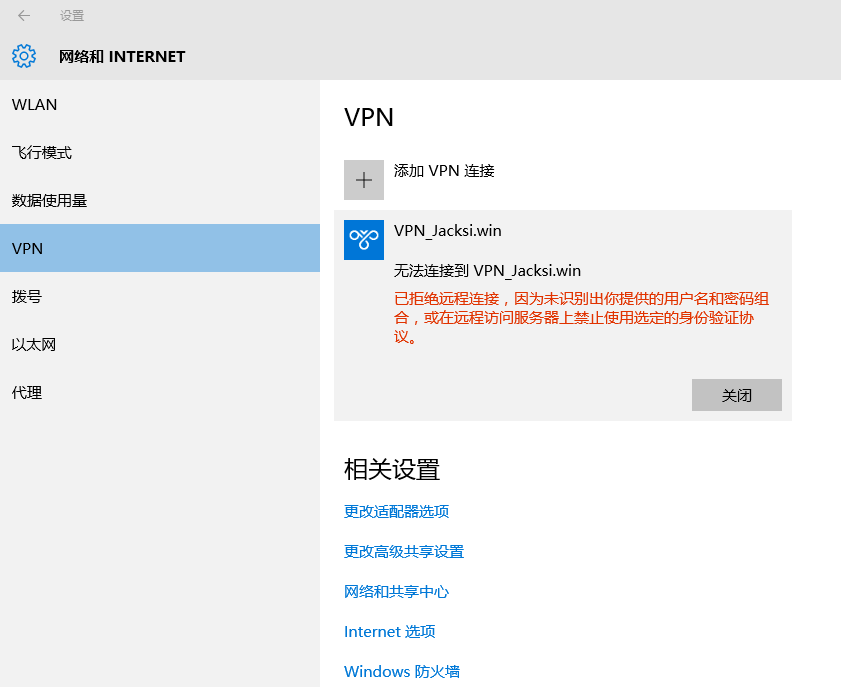 设置
网络和 INTERNET
WLAN
飞行模式
数据使用量
VPN
拨号
以太网
代理
VPN
添加 VPN 连接
VPN_Jacksi.win
无法连接到 VPN_Jacksi.win
已拒绝远程连接，因为未识别出你提供的用户名和密码组
合，或在远程访问服务器上禁止使用选定的身份验证协
议。
关闭
相关设置
更改适配器选项
更改高级共享设置
网络和共享中心
Internet 选项
Windows 防火墙